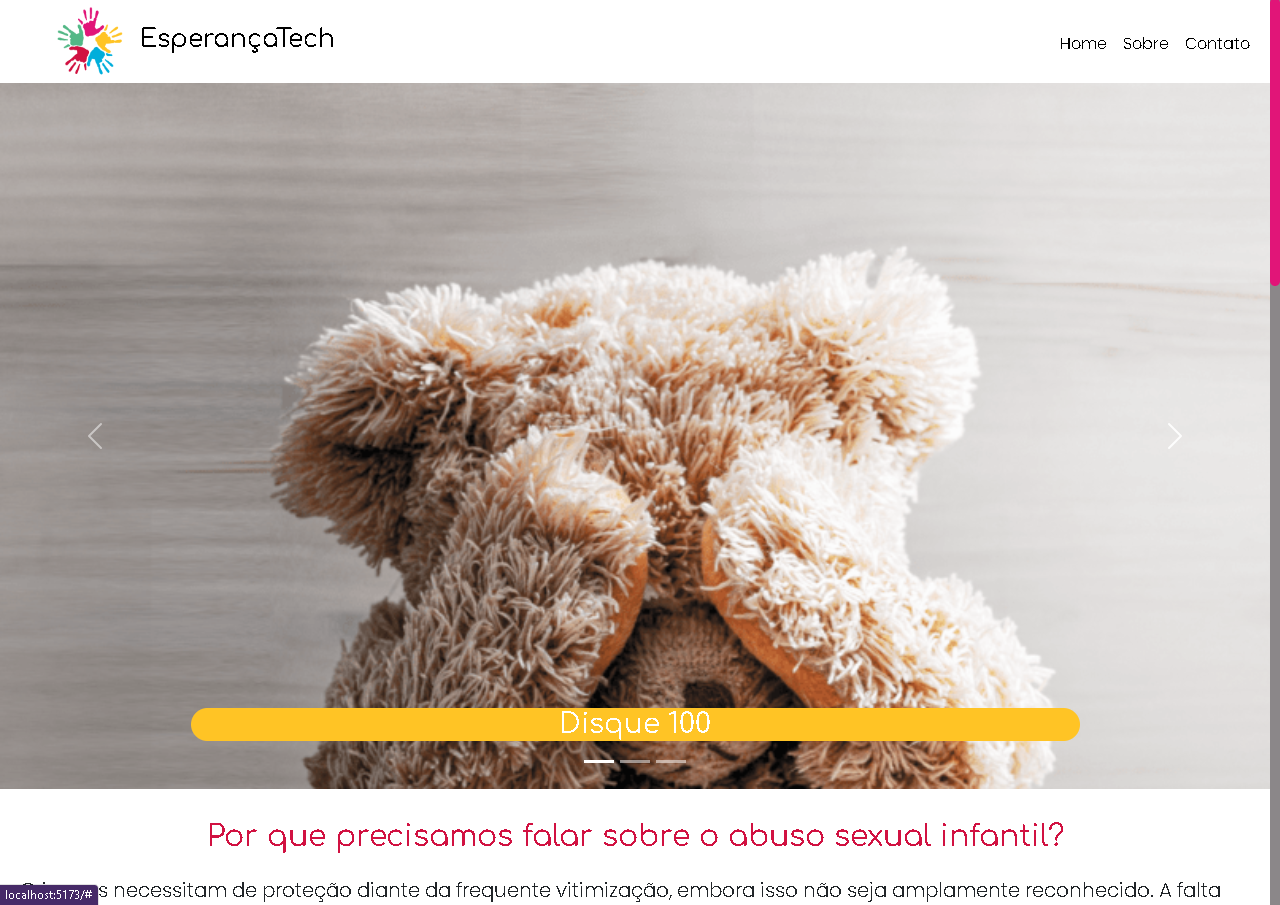 EsperançaTech
Home Sobre Contato
Disque 100
Por que precisamos falar sobre o abuso sexual infantil?
necessitam de proteção diante da frequente vitimização, embora isso não seja amplamente reconhecido. A falta
localhost:5173/#